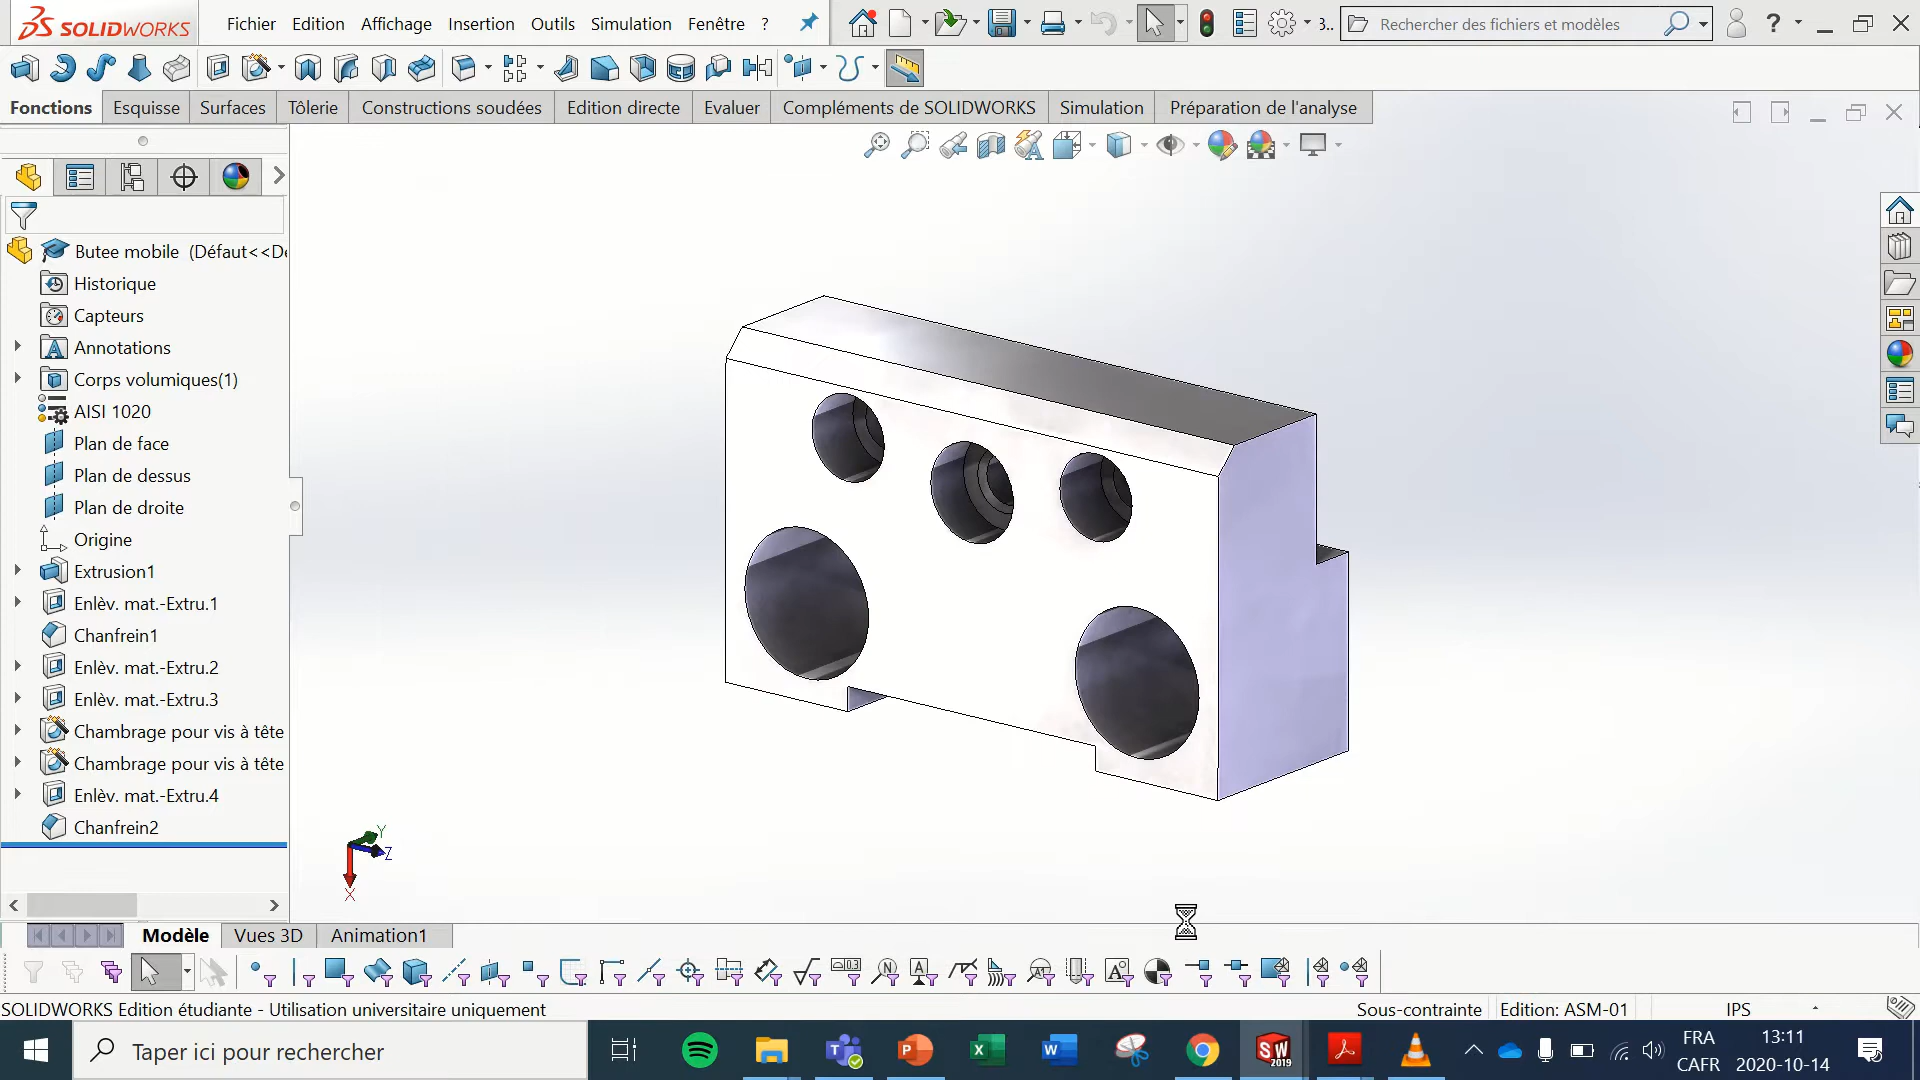 SOLIDWORKS
Fichier Edition Affichage Insertion Outils Simulation Fenêtre ?
3..
Rechercher des fichiers et modèles
?
Fonctions Esquisse Surfaces Tôlerie Constructions soudées Edition directe Evaluer Compléments de SOLIDWORKS Simulation Préparation de l'analyse
Butee mobile (Défaut<<De
Historique
Capteurs
Annotations
Corps volumiques(1)
AISI 1020
Plan de face
Plan de dessus
Plan de droite
Origine
Extrusion1
Enlèv. mat.-Extru.1
Chanfrein1
Enlèv. mat.-Extru.2
Enlèv. mat.-Extru.3
Chambrage pour vis à tête
Chambrage pour vis à tête
Enlèv. mat.-Extru.4
Chanfrein2
Y
Z
X
Modèle Vues 3D Animation1
SOLIDWORKS Edition étudiante - Utilisation universitaire uniquement
Sous-contrainte Edition: ASM-01 IPS
Taper ici pour rechercher
SW 2019
FRA
CAFR
13:11
2020-10-14